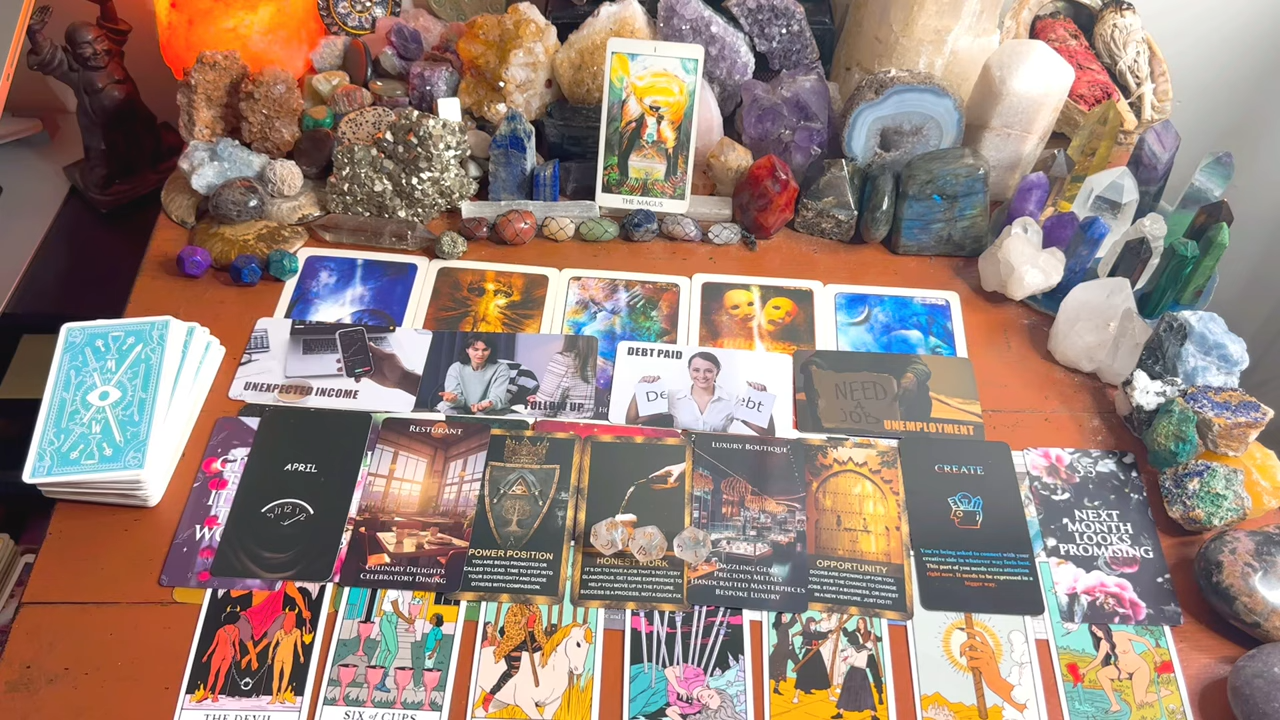 I
THE MAGUS
UNEXPECTED INCOME
FOLLOW UP
DEBT PAID
De
ebt
NEED
A
JOB
UNEMPLOYMENT
APRIL
11 12 1 2
RESTURANT
CULINARY DELIGHTS
CELEBRATORY DINING
POWER POSITION
YOU ARE BEING PROMOTED OR
CALLED TO LEAD. TIME TO STEP INTO
YOUR SOVEREIGNTY AND GUIDE
OTHERS WITH COMPASSION.
HONEST WORK
IT'S OK TO HAVE A JOB THAT'S NOT VERY
GLAMOROUS. GET SOME EXPERIENCE TO
HELP YOU MOVE UP IN THE FUTURE.
SUCCESS IS A PROCESS, NOT A QUICK FIX.
LUXURY BOUTIQUE
DAZZLING GEMS
PRECIOUS METALS
HANDCRAFTED MASTERPIECES
BESPOKE LUXURY
OPPORTUNITY
DOORS ARE OPENING UP FOR YOU.
YOU HAVE THE CHANCE TO CHANGE
JOBS, START A BUSINESS, OR INVEST
IN A NEW VENTURE. JUST DO IT!
CREATE
You're being asked to connect with your
creative side in whatever way feels best.
This part of you needs extra attention
right now. It needs to be expressed in a
bigger way.
NEXT
MONTH
LOOKS
PROMISING
THE DEVIL
SIX of CUPS